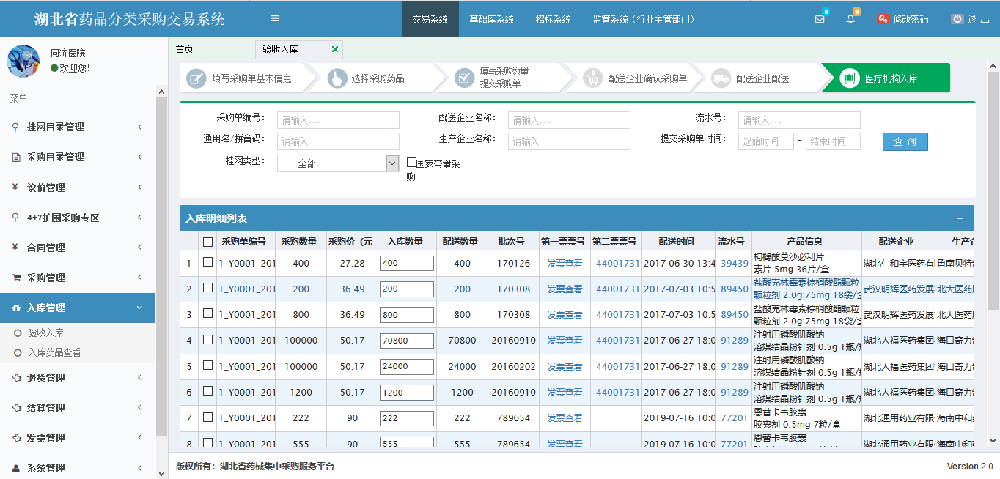 湖北省药品分类采购交易系统
交易系统
基础库系统
招标系统
监管系统（行业主管部门）
0
0
修改密码
退 出
同济医院
欢迎您!
菜单
挂网目录管理
采购目录管理
议价管理
4+7扩围采购专区
合同管理
采购管理
入库管理
验收入库
入库药品查看
退货管理
结算管理
发票管理
系统管理
首页
验收入库
填写采购单基本信息
选择采购药品
填写采购数量
提交采购单
配送企业确认采购单
配送企业配送
医疗机构入库
采购单编号： 请输入...
配送企业名称： 请输入...
流水号： 请输入...
通用名/拼音码： 请输入...
生产企业名称： 请输入...
提交采购单时间： 起始时间 - 结束时间
查 询
挂网类型： ---全部---
国家带量采
购
入库明细列表
采购单编号 采购数量 采购价（元 入库数量 配送数量 批次号 第一票票号 第二票票号 配送时间 流水号 产品信息 配送企业 生产企
1 1_Y0001_201 400 27.28 400 400 170126 发票查看 44001731 2017-06-30 13:4 39439 枸橼酸莫沙必利片 湖北仁和宇医药有 鲁南贝特
素片 5mg 36片/盒
2 1_Y0001_201 200 36.49 200 200 170308 发票查看 44001731 2017-07-03 10:5 89450 盐酸克林霉素棕榈酸酯颗粒 武汉明辉医药发展 北大医药
颗粒剂 2.0g:75mg 18袋/盒
3 1_Y0001_201 800 36.49 800 800 170308 发票查看 44001731 2017-07-03 10:5 89450 盐酸克林霉素棕榈酸酯颗粒 武汉明辉医药发展 北大医药
颗粒剂 2.0g:75mg 18袋/盒
4 1_Y0001_201 100000 50.17 70800 70800 20160910 发票查看 44001731 2017-06-27 18:0 91289 注射用磷酸肌酸钠 湖北人福医药集团 海口奇力
溶媒结晶粉针剂 0.5g 1瓶/
5 1_Y0001_201 100000 50.17 24000 24000 20160202 发票查看 44001731 2017-06-27 18:0 91289 注射用磷酸肌酸钠 湖北人福医药集团 海口奇力
溶媒结晶粉针剂 0.5g 1瓶/
6 1_Y0001_201 1200 50.17 1200 1200 20160910 发票查看 44001731 2017-06-27 18:0 91289 注射用磷酸肌酸钠 湖北人福医药集团 海口奇力
溶媒结晶粉针剂 0.5g 1瓶/
7 1_Y0001_201 222 90 222 222 789654 发票查看 2019-07-16 10:0 77201 恩替卡韦胶囊 湖北通用药业有限 海南中和
胶囊剂 0.5mg 7粒/盒
8 1_Y0001_201 555 90 555 555 789654 发票查看 2019-07-16 10:0 77201 恩替卡韦胶囊 湖北通用药业有限 海南中和
版权所有：湖北省药械集中采购服务平台
Version 2.0